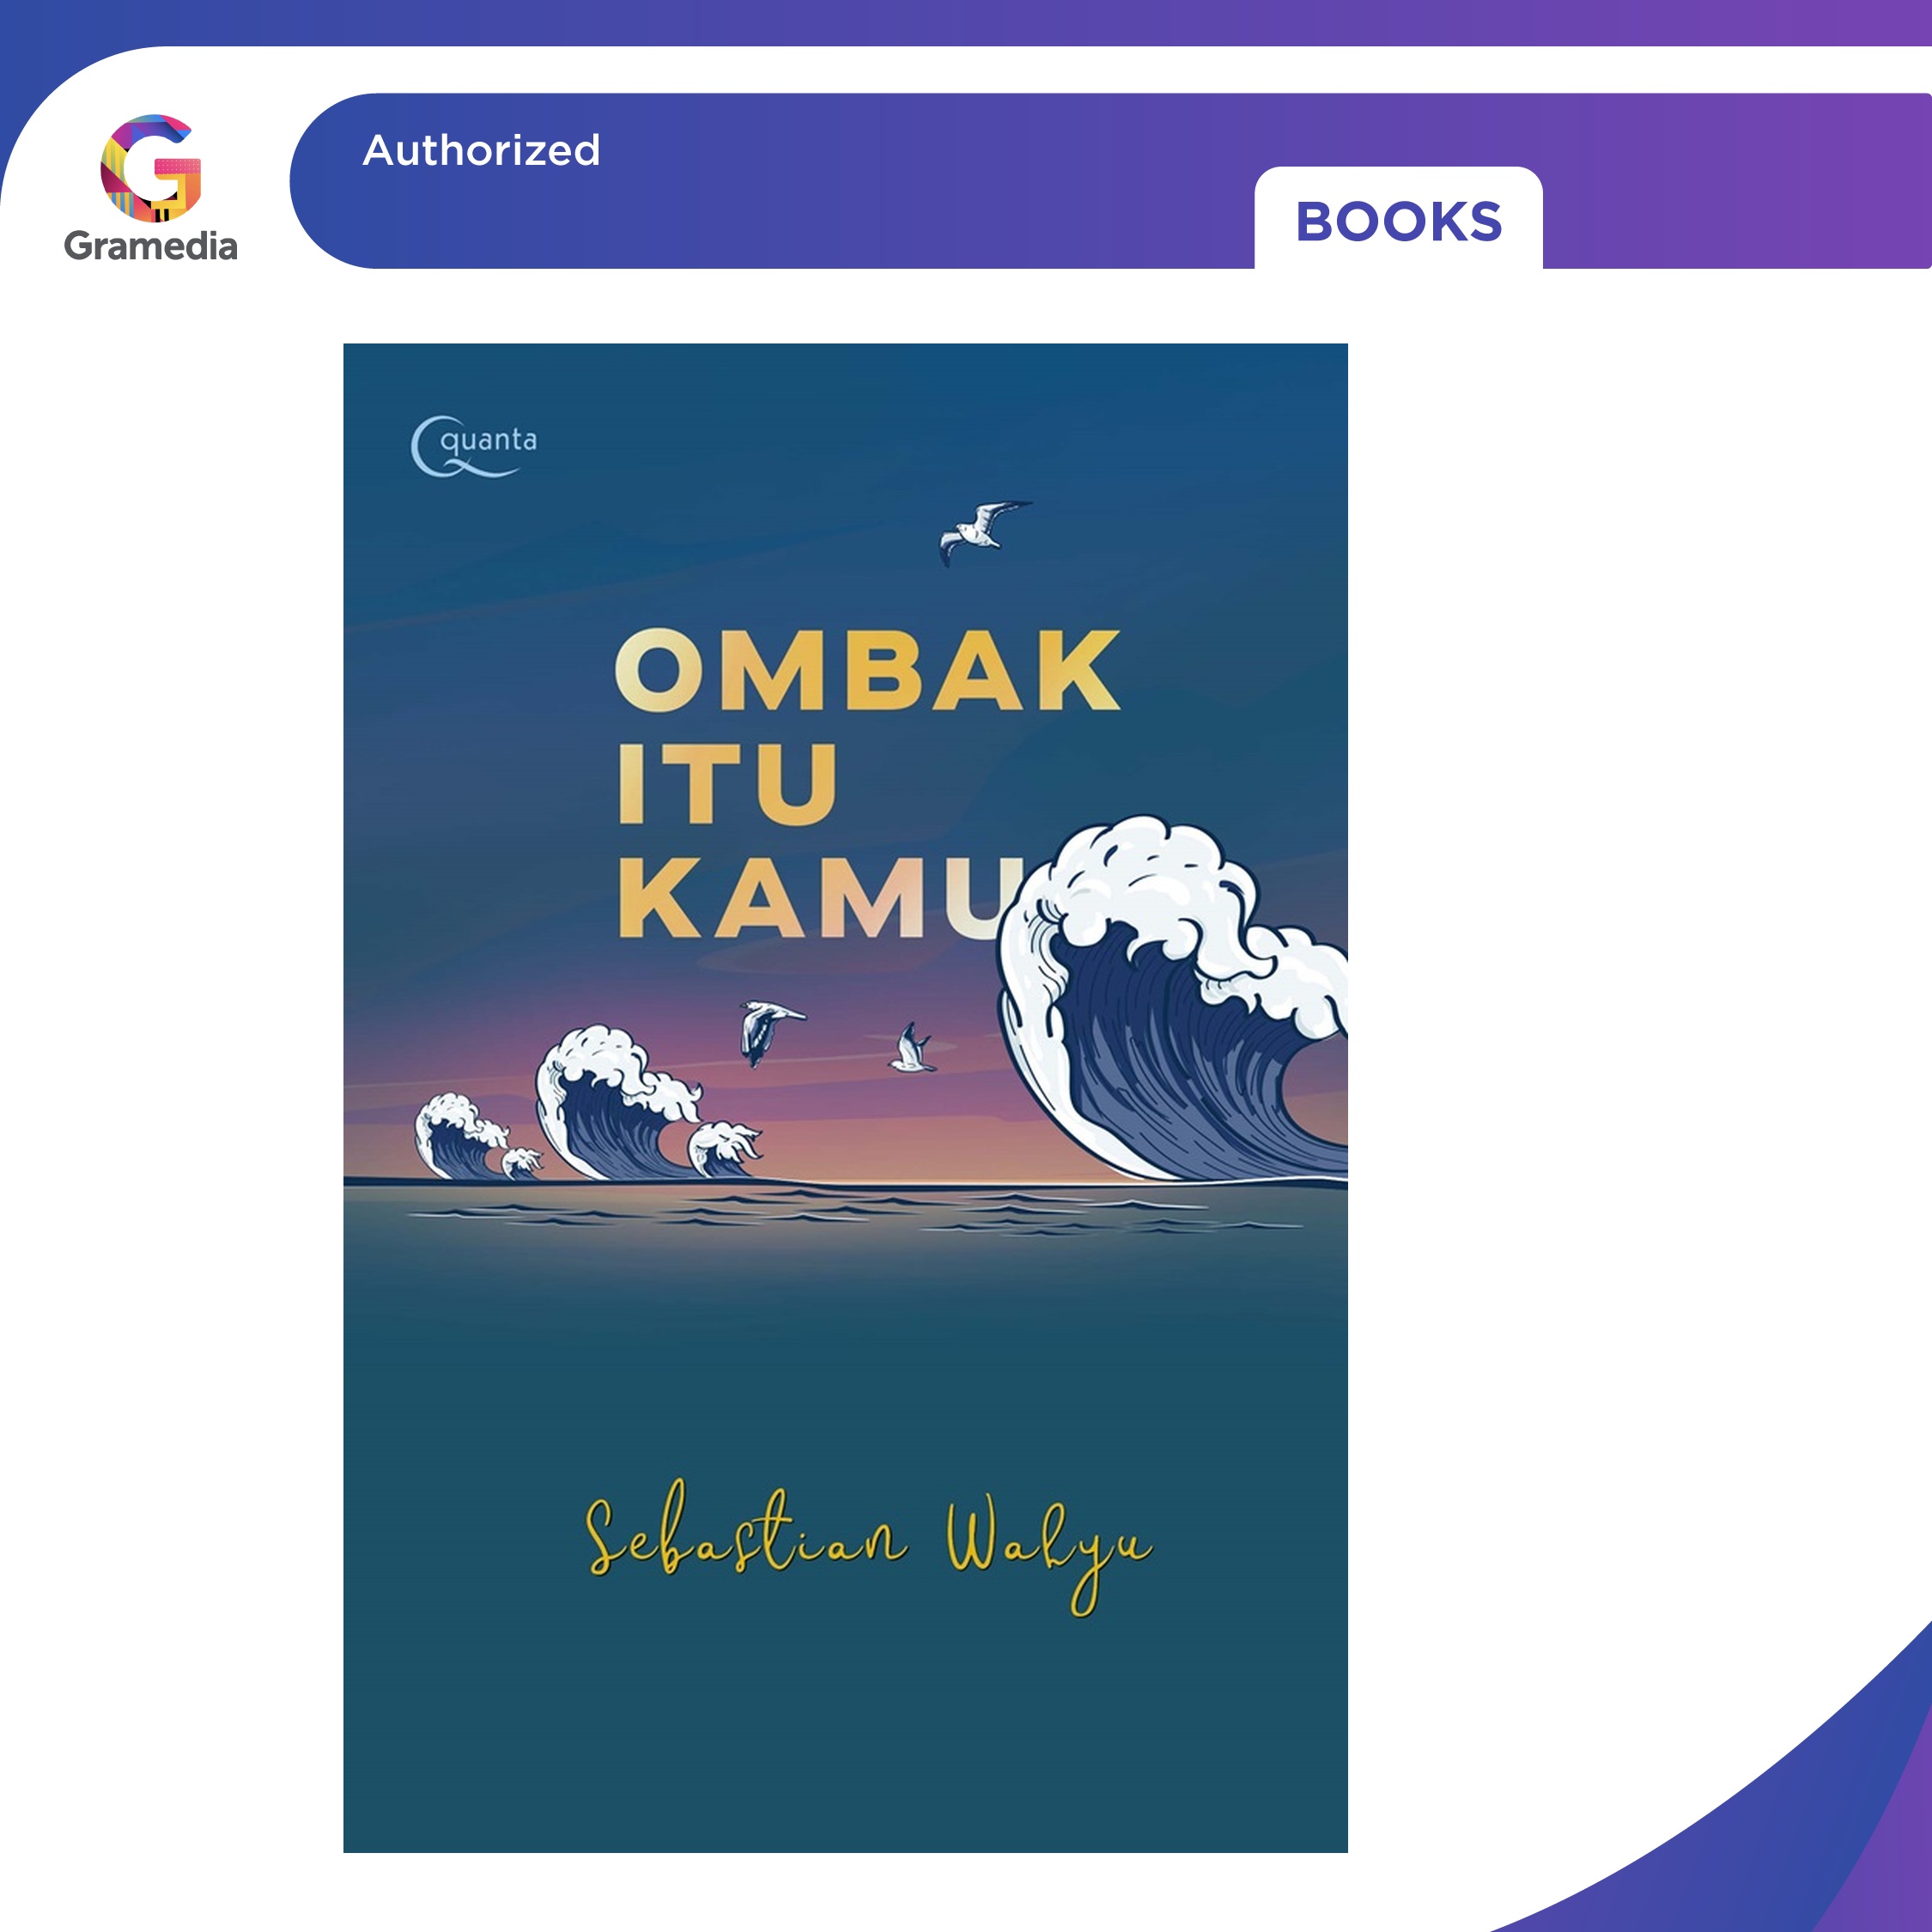 Gramedia
Authorized
BOOKS
quanta
OMBAK
ITU
KAMU
Sebastian Wahyu